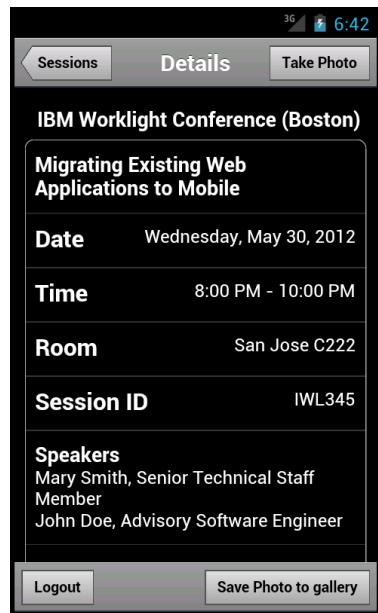 3G 6:42
Sessions Details Take Photo
IBM Worklight Conference (Boston)
Migrating Existing Web
Applications to Mobile
Date Wednesday, May 30, 2012
Time 8:00 PM - 10:00 PM
Room San Jose C222
Session ID IWL345
Speakers
Mary Smith, Senior Technical Staff
Member
John Doe, Advisory Software Engineer
Logout Save Photo to gallery